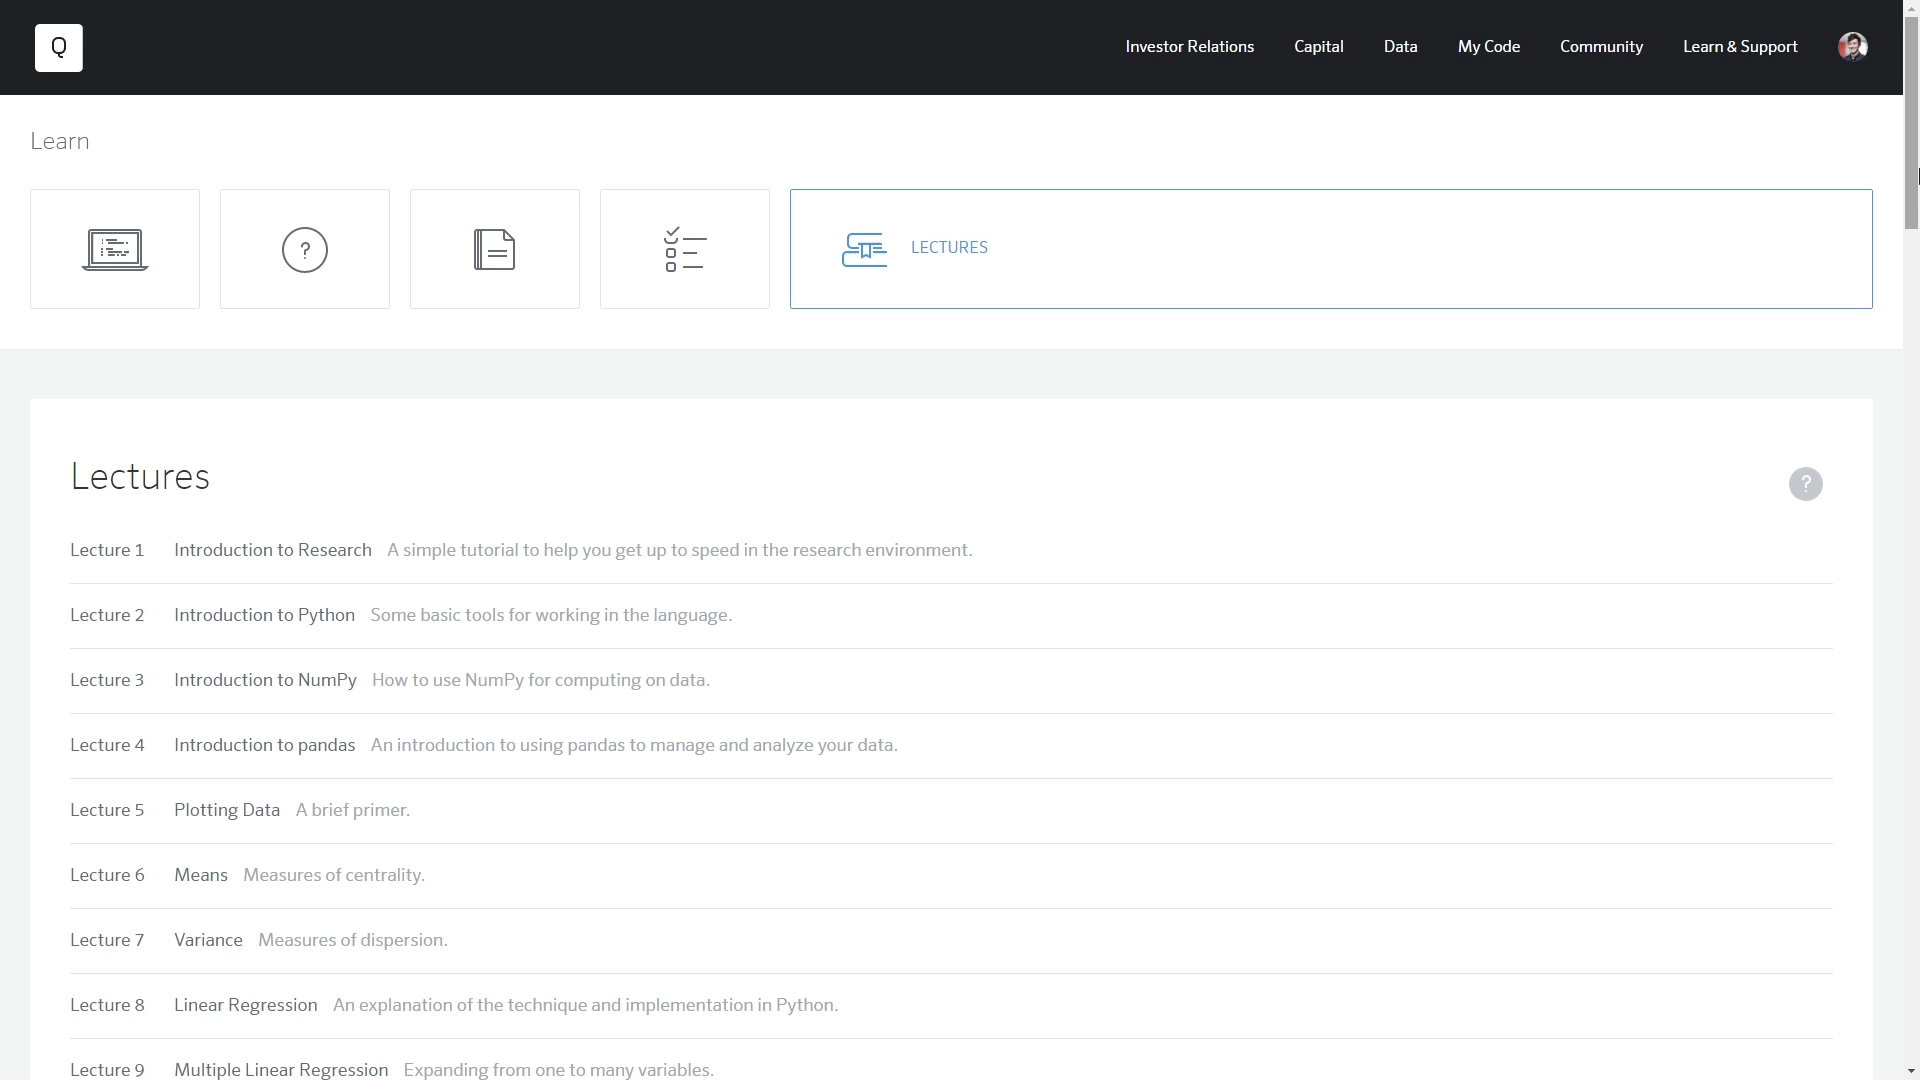 Q
Investor Relations Capital Data My Code Community Learn & Support
Learn
?
LECTURES
Lectures
?
Lecture 1 Introduction to Research A simple tutorial to help you get up to speed in the research environment.
Lecture 2 Introduction to Python Some basic tools for working in the language.
Lecture 3 Introduction to NumPy How to use NumPy for computing on data.
Lecture 4 Introduction to pandas An introduction to using pandas to manage and analyze your data.
Lecture 5 Plotting Data A brief primer.
Lecture 6 Means Measures of centrality.
Lecture 7 Variance Measures of dispersion.
Lecture 8 Linear Regression An explanation of the technique and implementation in Python.
Lecture 9 Multiple Linear Regression Expanding from one to many variables.